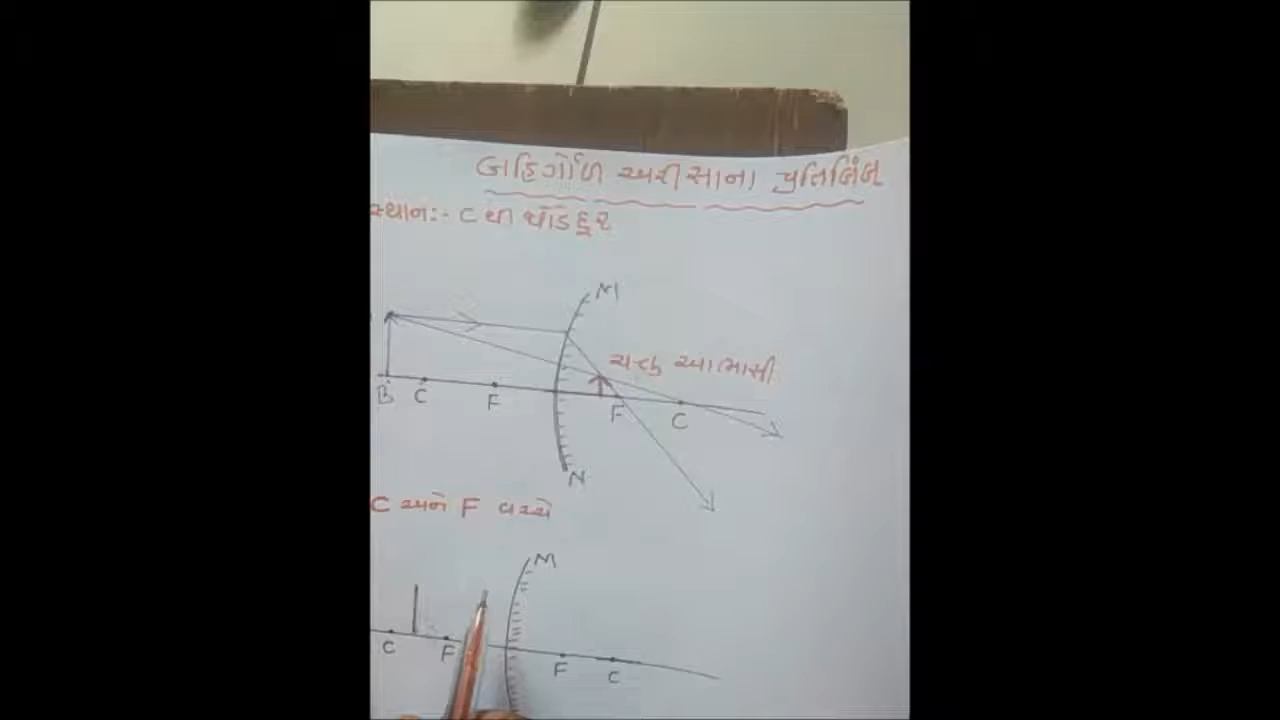 બહિર્ગોળ અરીસાના પ્રતિબિંબ
સ્થાન:- C થી થોડે દૂર
M
ચત્તુ આભાસી
B C F F C
N
C અને F વચ્ચે
M
C F F C